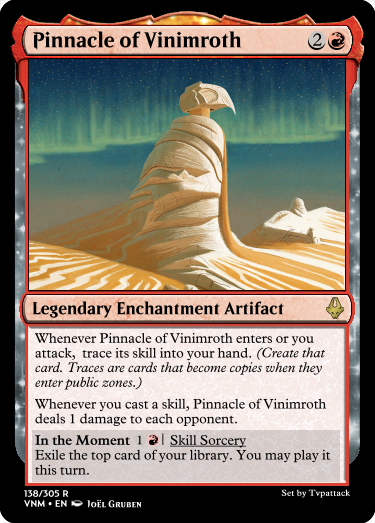 Pinnacle of Vinimroth 2
Legendary Enchantment Artifact
Whenever Pinnacle of Vinimroth enters or you
attack,  trace its skill into your hand. (Create that
card. Traces are cards that become copies when they
enter public zones.)
Whenever you cast a skill, Pinnacle of Vinimroth
deals 1 damage to each opponent.
In the Moment 1 | Skill Sorcery
Exile the top card of your library. You may play it
this turn.
138/305 R Set by Tvpattack
VNM • EN Joël Gruben